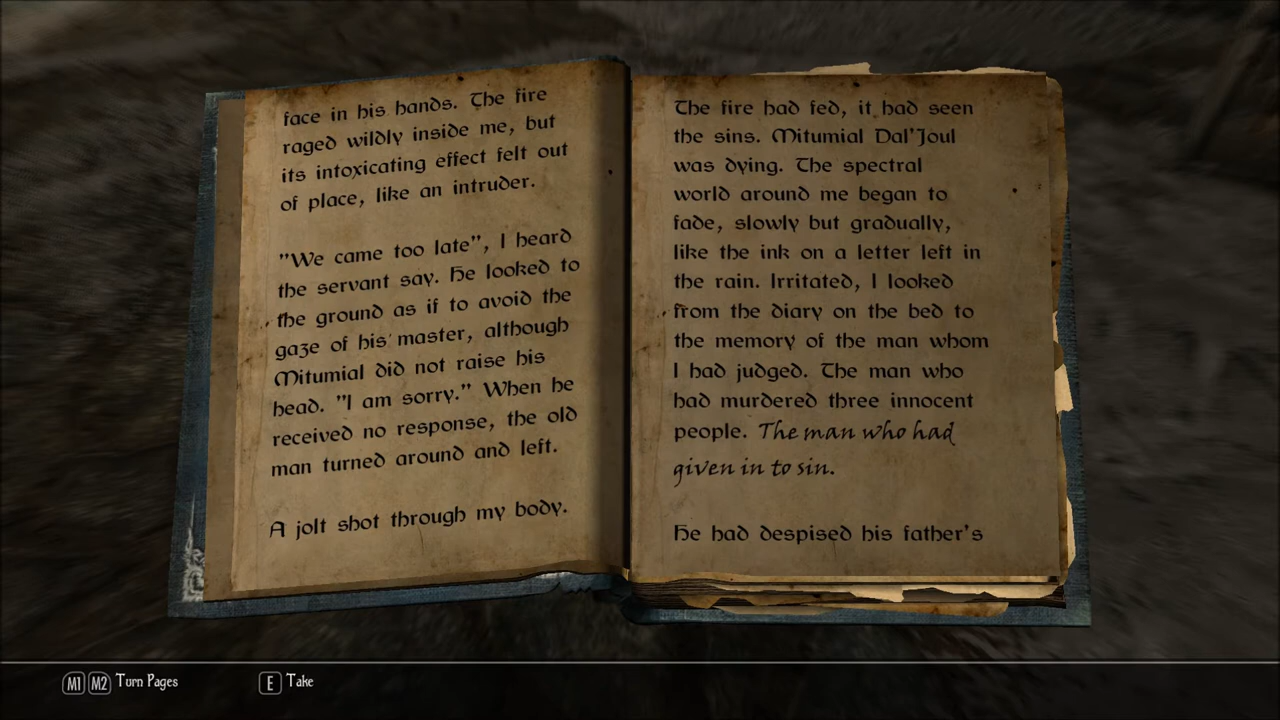 face in his hands. The fire
raged wildly inside me, but
its intoxicating effect felt out
of place, like an intruder.
"We came too late", I heard
the servant say. He looked to
the ground as if to avoid the
gaze of his master, although
Mitumial did not raise his
head. "I am sorry." When he
received no response, the old
man turned around and left.
A jolt shot through my body.
The fire had fed, it had seen
the sins. Mitumial Dal'Joul
was dying. The spectral
world around me began to
fade, slowly but gradually,
like the ink on a letter left in
the rain. Irritated, I looked
from the diary on the bed to
the memory of the man whom
I had judged. The man who
had murdered three innocent
people. The man who had
given in to sin.
He had despised his father's
M1 M2 Turn Pages
E Take